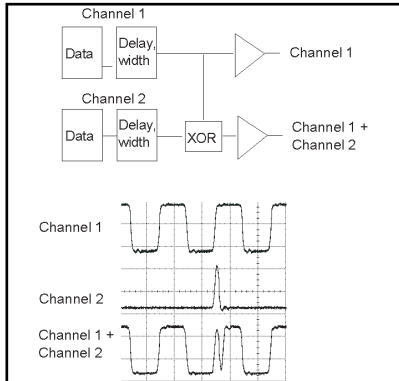 Channel 1
Data
Delay,
width
Channel 1
Channel 2
Data
Delay,
width
XOR
Channel 1 +
Channel 2
Channel 1
Channel 2
Channel 1 +
Channel 2